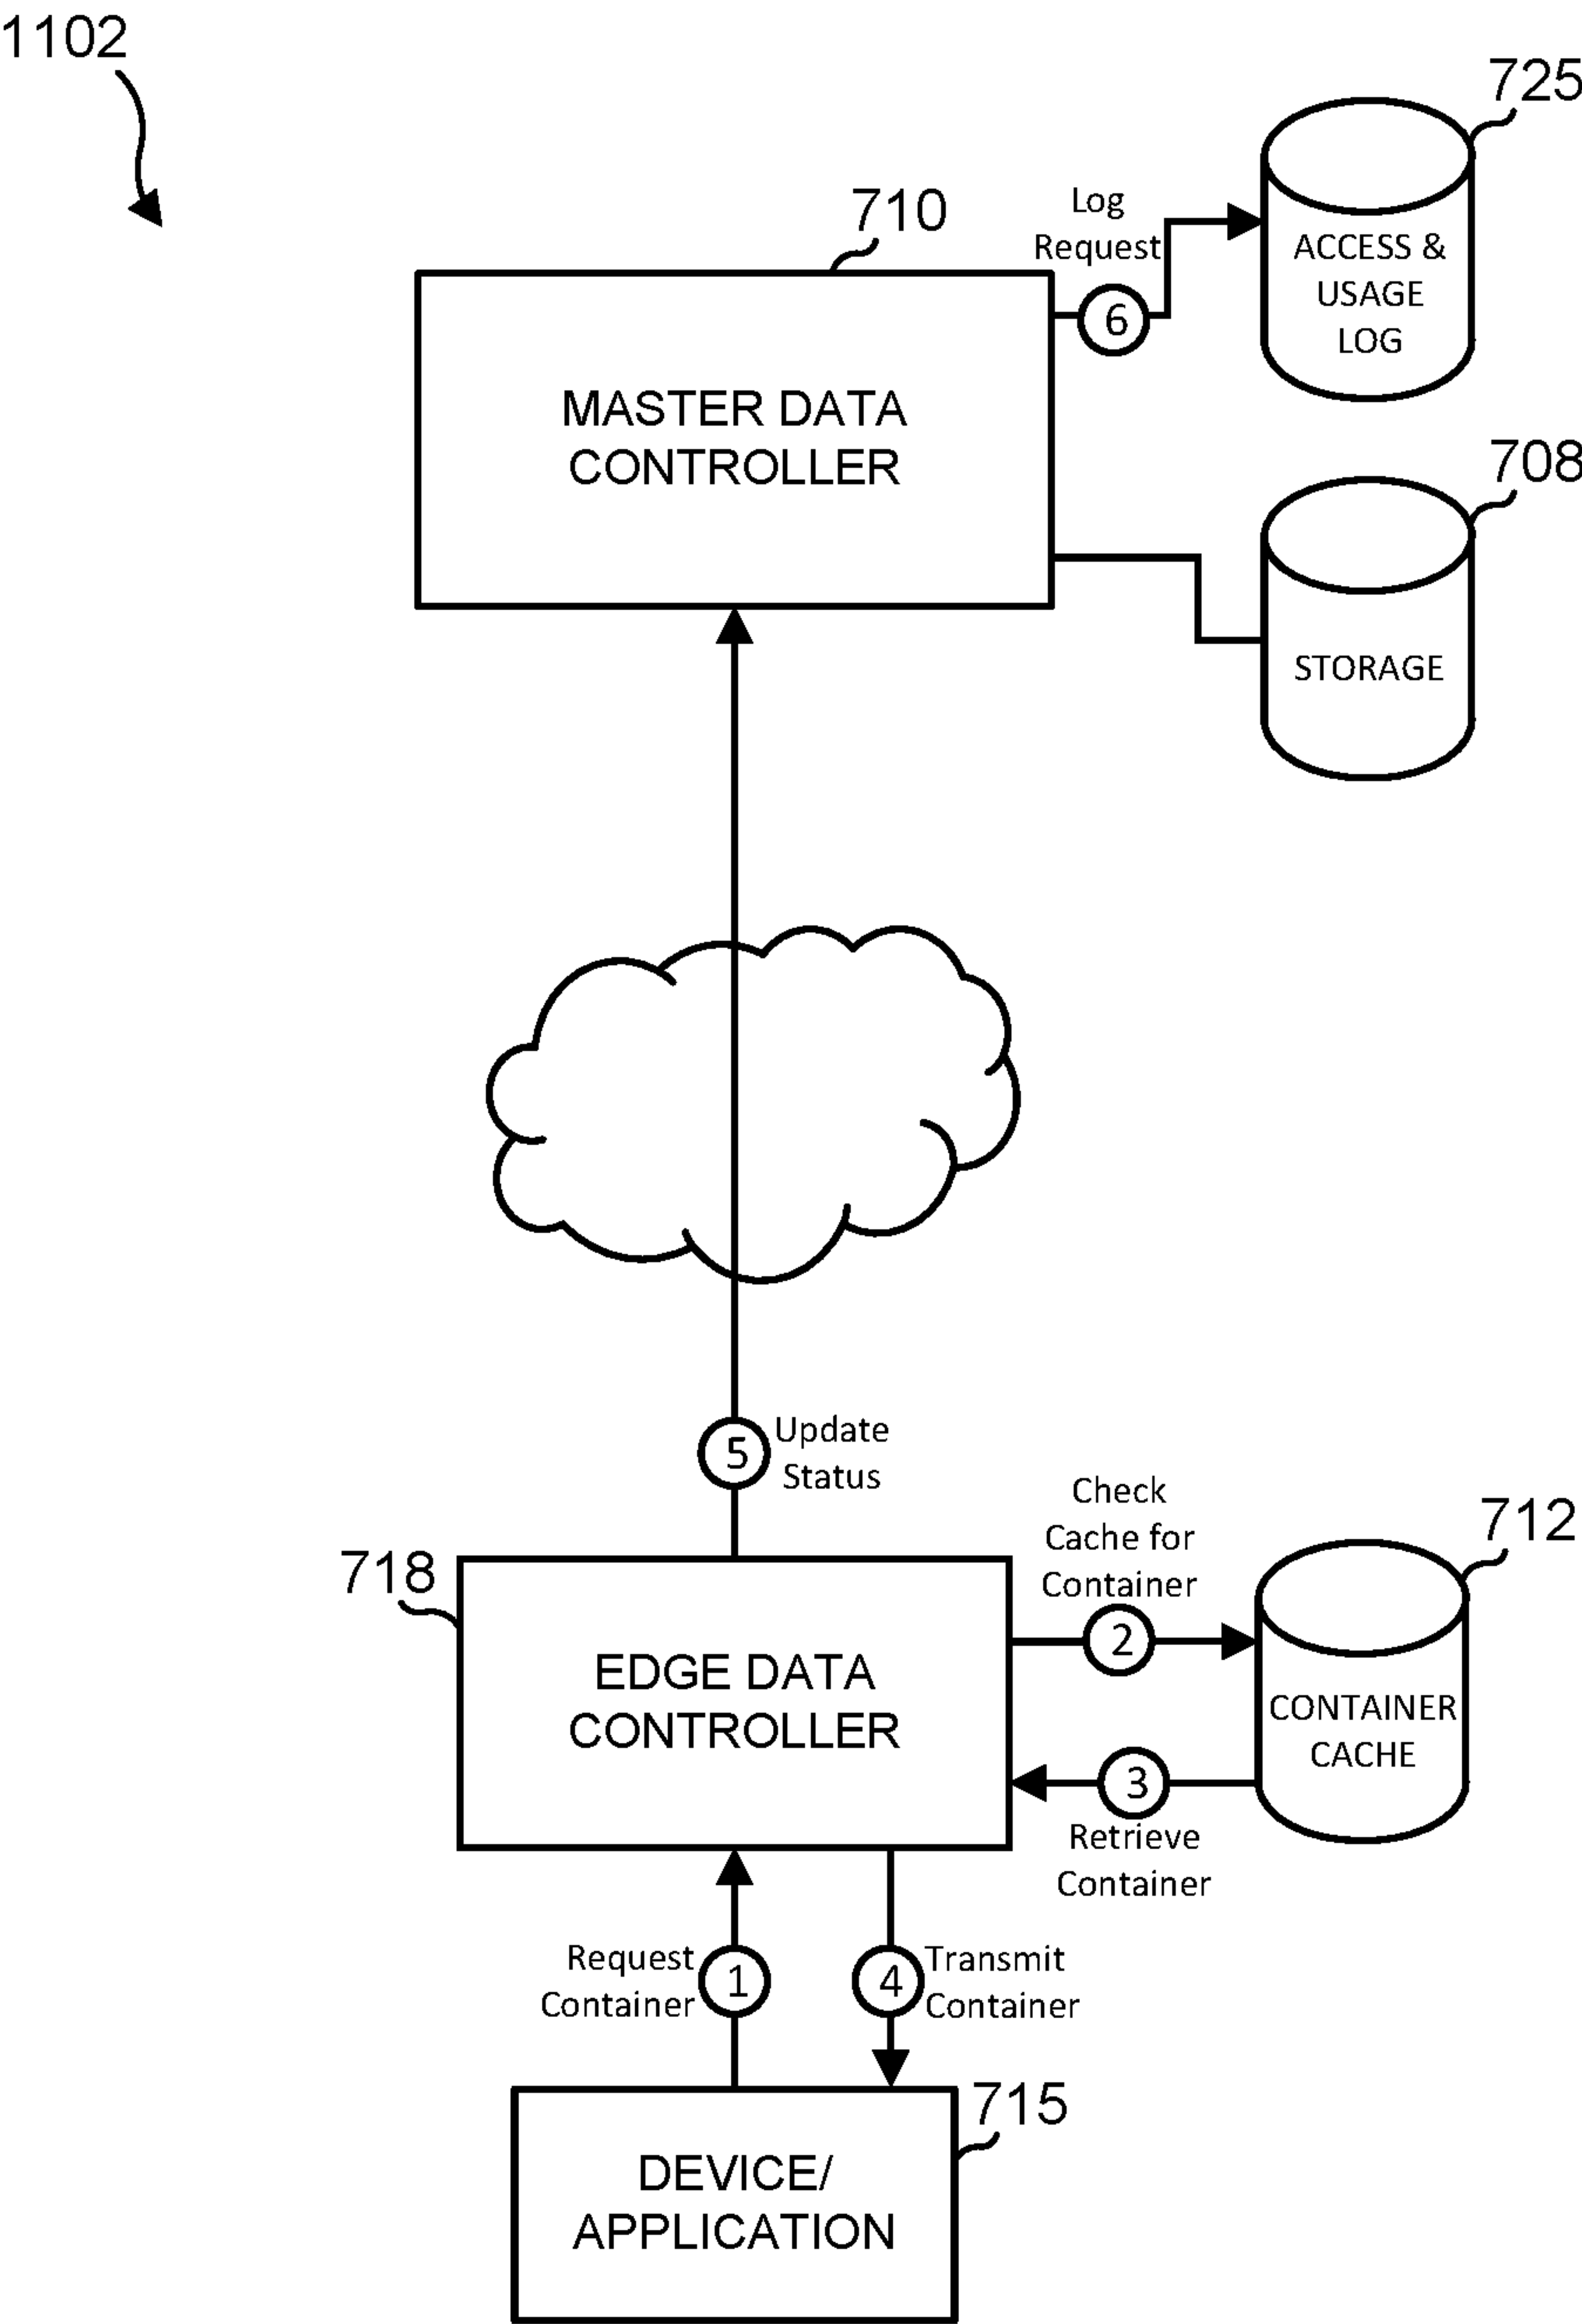 1102
725
710
Log
Request
6
ACCESS &
USAGE
LOG
MASTER DATA
CONTROLLER
708
STORAGE
5
Update
Status
718
Check
Cache for
Container
2
712
EDGE DATA
CONTROLLER
CONTAINER
CACHE
3
Retrieve
Container
Request
Container
1
4
Transmit
Container
715
DEVICE/
APPLICATION